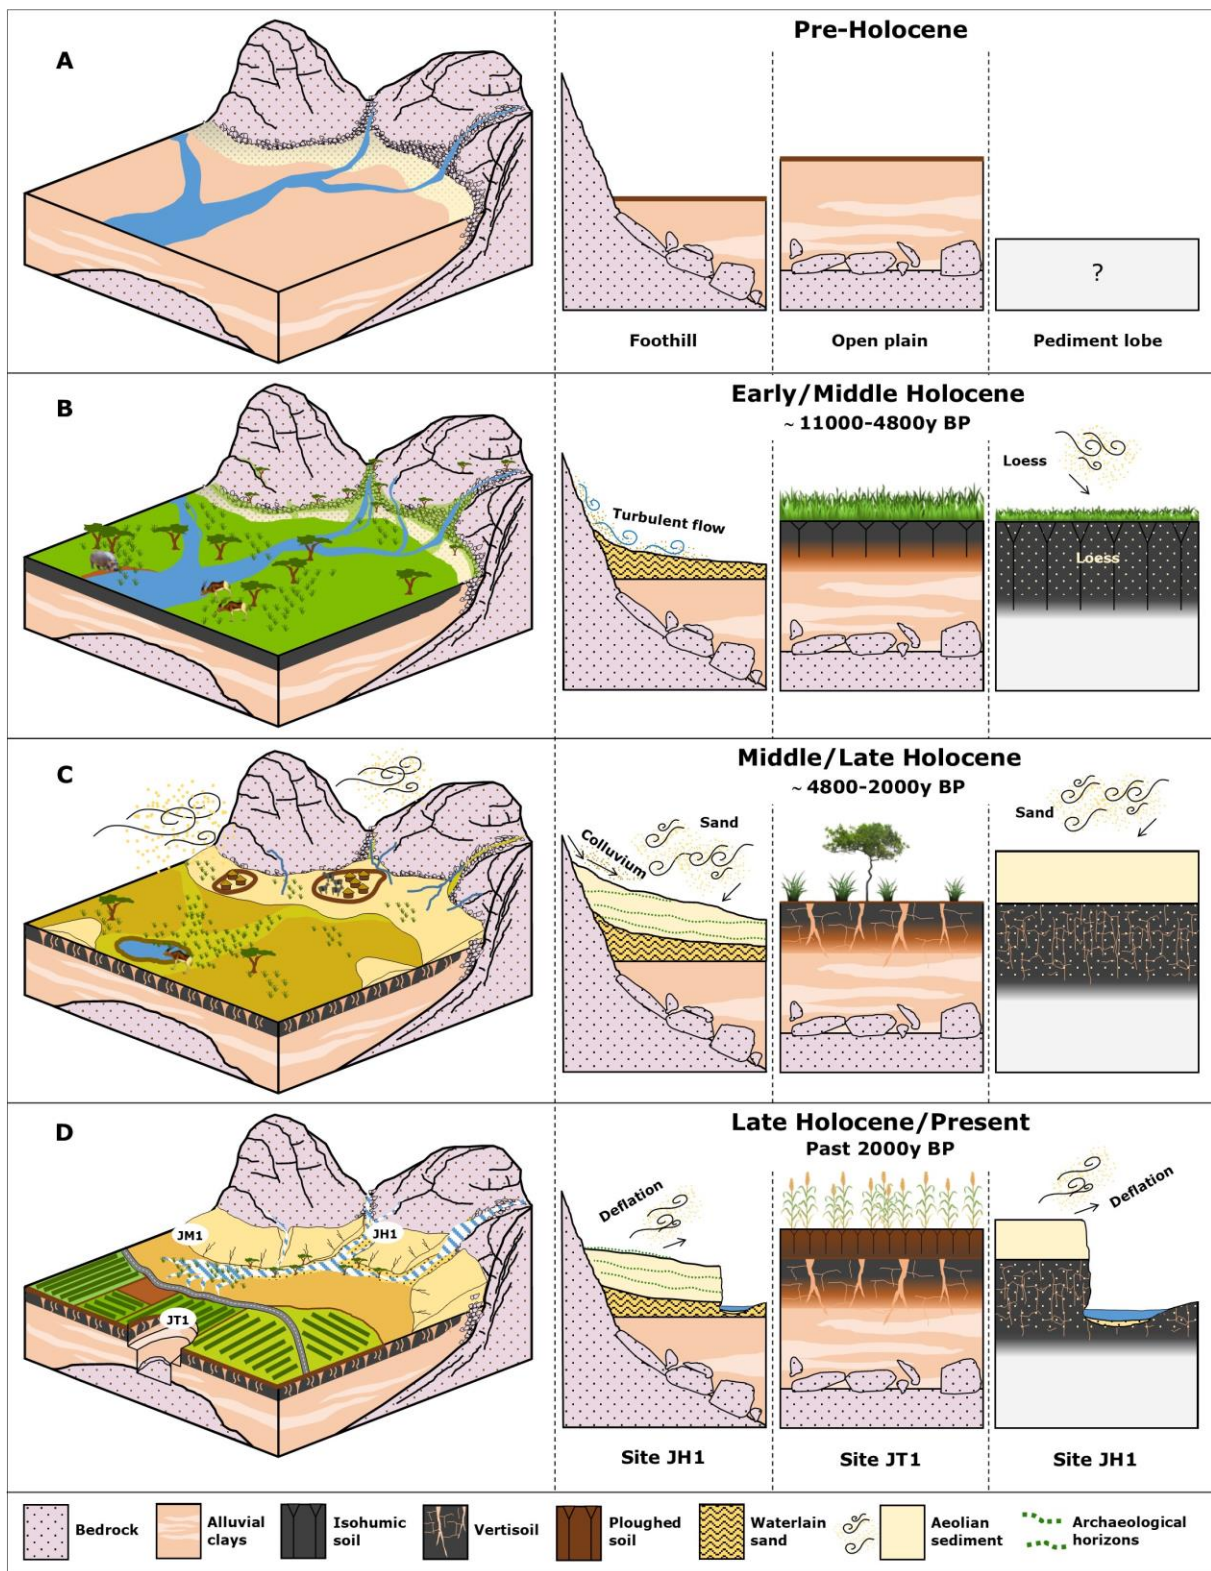 A
Pre-Holocene
?
Foothill
Open plain
Pediment lobe
B
Early/Middle Holocene
~ 11000-4800y BP
Loess
Turbulent flow
Loess
C
Middle/Late Holocene
~ 4800-2000y BP
Colluvium
Sand
Sand
D
Late Holocene/Present
Past 2000y BP
JM1
JH1
JT1
Deflation
Deflation
Site JH1
Site JT1
Site JH1
Bedrock
Alluvial
clays
Isohumic
soil
Vertisoil
Ploughed
soil
Waterlain
sand
Aeolian
sediment
Archaeological
horizons